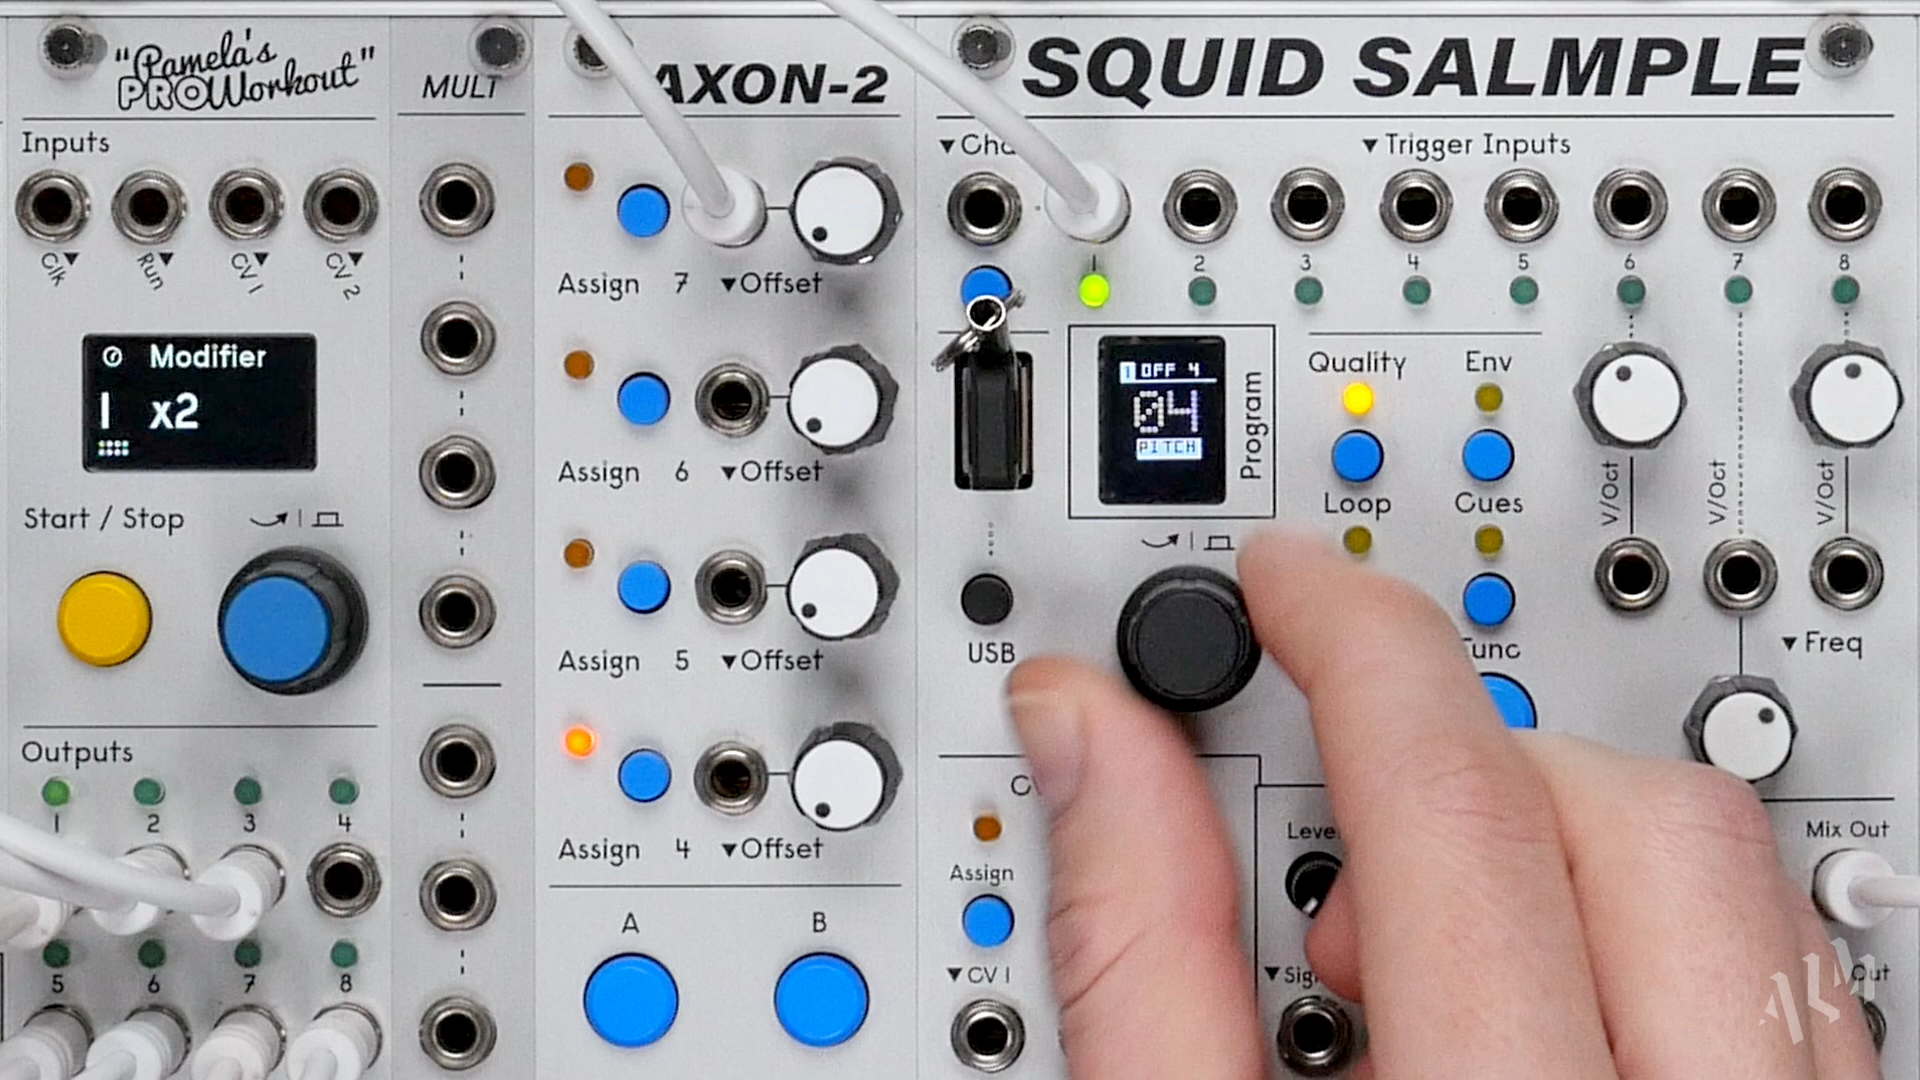 "Pamela's
PROWorkout"
Inputs
Clk
Run
CV 1
CV 2
Modifier
1 x2
Start / Stop
Outputs
1 2 3 4
5 6 7 8
MULT
AXON-2
Assign 7 Offset
Assign 6 Offset
Assign 5 Offset
Assign 4 Offset
A B
SQUID SALMPLE
Trigger Inputs
1 2 3 4 5 6 7 8
1 OFF 4
04
PITCH
Program
Quality Env
Loop Cues
V/Oct V/Oct V/Oct
USB
Freq
Mix Out
Assign
CV 1
Out